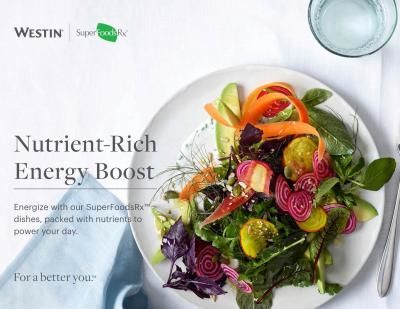 WESTIN® SuperFoodsRx®
Nutrient-Rich
Energy Boost
Energize with our SuperFoodsRx™
dishes, packed with nutrients to
power your day.
For a better you.℠